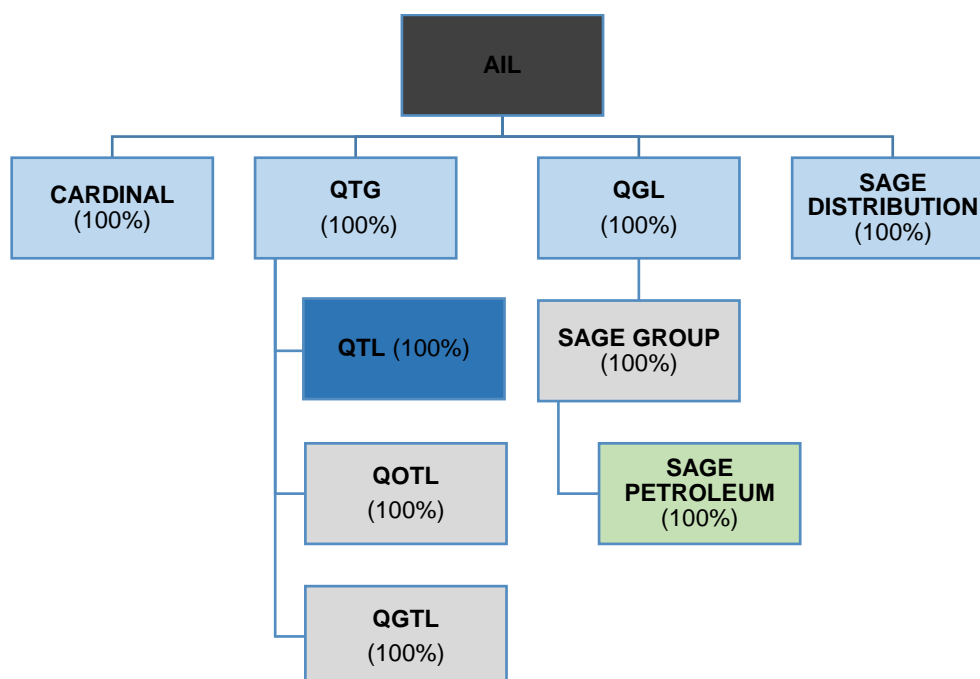 AIL
CARDINAL
(100%)
QTG
(100%)
QGL
(100%)
SAGE
DISTRIBUTION
(100%)
QTL (100%)
SAGE GROUP
(100%)
QOTL
(100%)
SAGE
PETROLEUM
(100%)
QGTL
(100%)